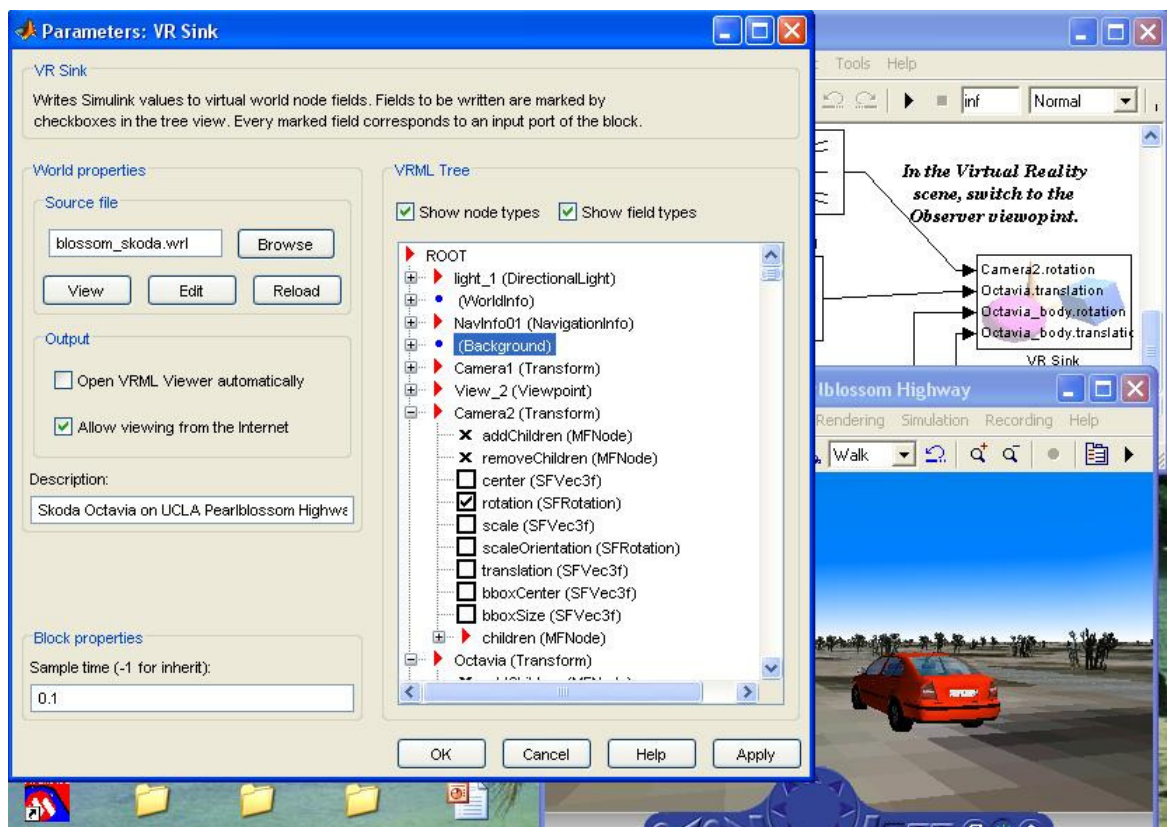 Parameters: VR Sink
VR Sink
Writes Simulink values to virtual world node fields. Fields to be written are marked by
checkboxes in the tree view. Every marked field corresponds to an input port of the block.
World properties
Source file
blossom_skoda.wrl
Browse
View
Edit
Reload
Output
Open VRML Viewer automatically
Allow viewing from the Internet
Description:
Skoda Octavia on UCLA Pearlblossom Highwa
Block properties
Sample time (-1 for inherit):
0.1
VRML Tree
Show node types
Show field types
ROOT
light_1 (DirectionalLight)
(WorldInfo)
NavInfo01 (NavigationInfo)
(Background)
Camera1 (Transform)
View_2 (Viewpoint)
Camera2 (Transform)
addChildren (MFNode)
removeChildren (MFNode)
center (SFVec3f)
rotation (SFRotation)
scale (SFVec3f)
scaleOrientation (SFRotation)
translation (SFVec3f)
bboxCenter (SFVec3f)
bboxSize (SFVec3f)
children (MFNode)
Octavia (Transform)
OK
Cancel
Help
Apply
Tools Help
inf
Normal
In the Virtual Reality
scene, switch to the
Observer viewopint.
Camera2.rotation
Octavia.translation
Octavia_body.rotation
Octavia_body.translatic
VR Sink
lblossom Highway
Rendering Simulation Recording Help
Walk